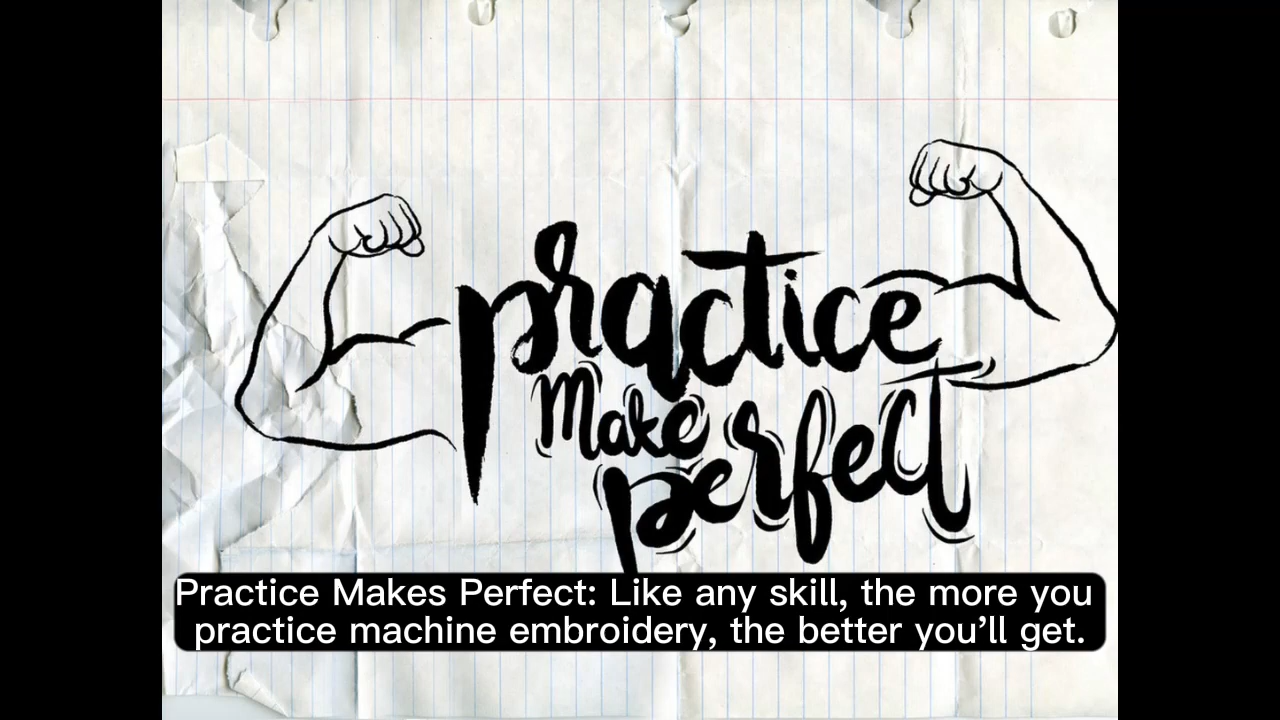 practice
make
perfect
Practice Makes Perfect: Like any skill, the more you
practice machine embroidery, the better you’ll get.